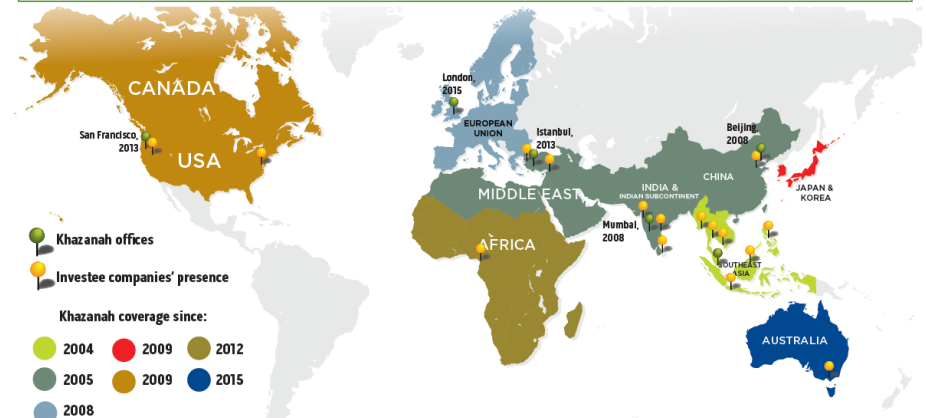 CANADA
USA
San Francisco,
2013
London,
2015
EUROPEAN
UNION
Istanbul,
2013
Beijing,
2008
CHINA
JAPAN &
KOREA
MIDDLE EAST
INDIA &
INDIAN SUBCONTINENT
Mumbai,
2008
AFRICA
SOUTHEAST
ASIA
AUSTRALIA
Khazanah offices
Investee companies’ presence
Khazanah coverage since:
2004
2009
2012
2005
2009
2015
2008